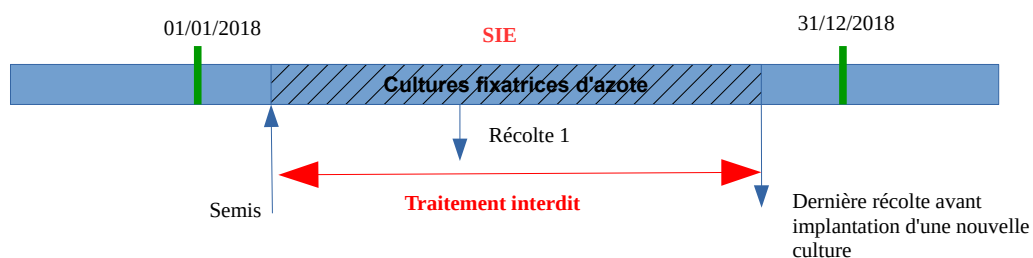 01/01/2018
SIE
31/12/2018
Cultures fixatrices d'azote
Récolte 1
Semis
Traitement interdit
Dernière récolte avant
implantation d'une nouvelle
culture